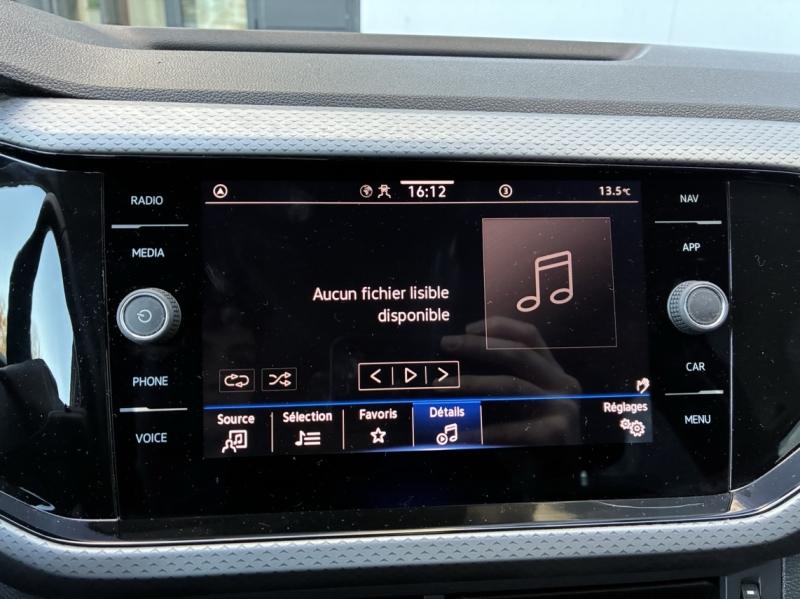 RADIO
MEDIA
PHONE
VOICE
16:12
3
13.5°C
Aucun fichier lisible
disponible
Source
Sélection
Favoris
Détails
Réglages
NAV
APP
CAR
MENU